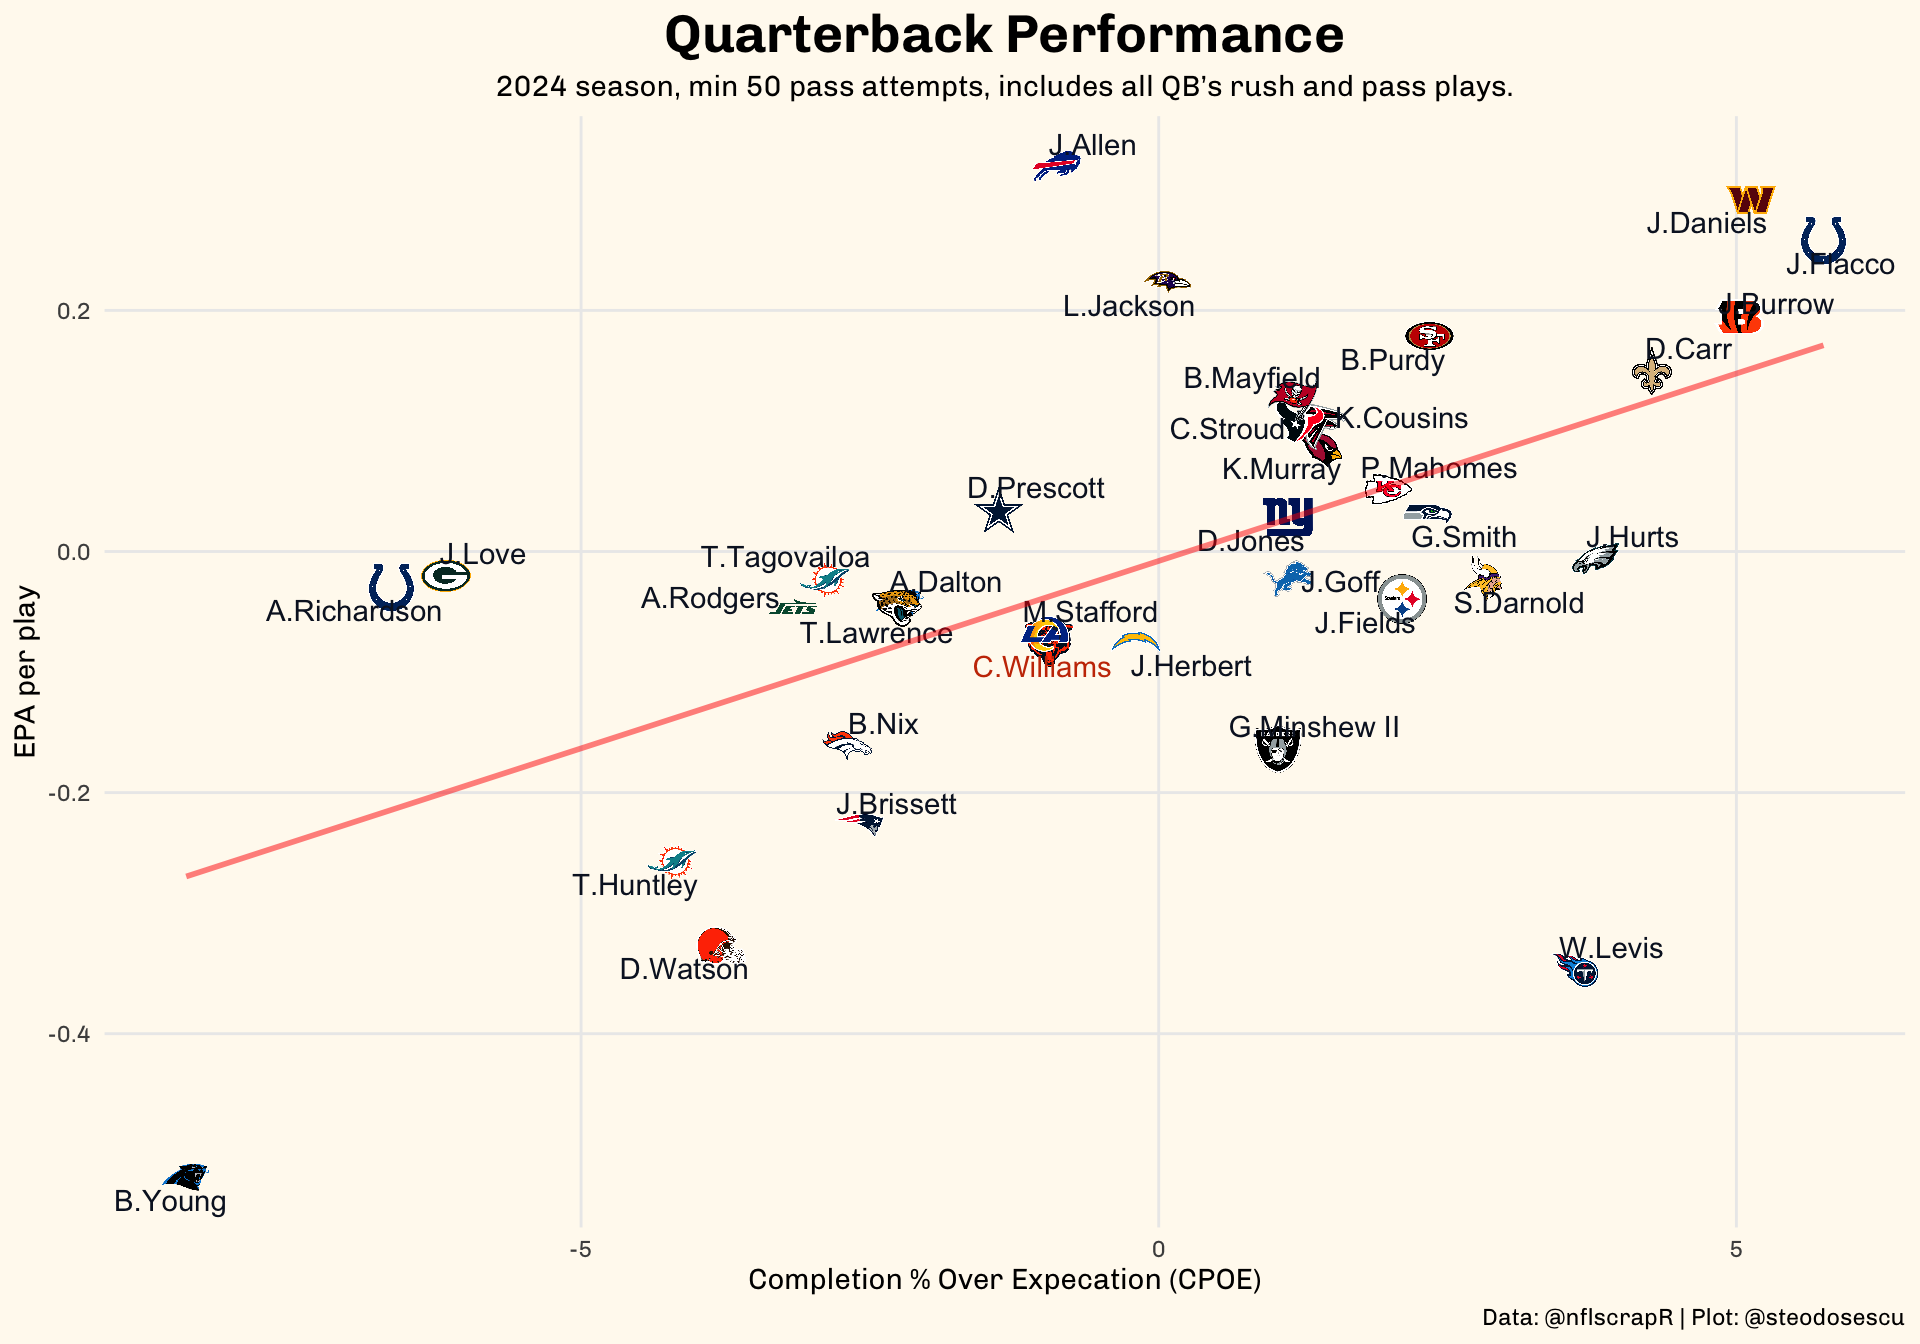 Quarterback Performance
2024 season, min 50 pass attempts, includes all QB's rush and pass plays.
J.Allen
J.Daniels
J.Flacco
L.Jackson
J.Burrow
0.2
D.Carr
B.Purdy
B.Mayfield
K.Cousins
C.Stroud
K.Murray
P.Mahomes
D.Prescott
D.Jones
G.Smith
J.Hurts
0.0
J.Love
T.Tagovailoa
A.Dalton
J.Goff
A.Rodgers
JETS
S.Darnold
A.Richardson
M.Stafford
J.Fields
T.Lawrence
C.Williams
J.Herbert
EPA per play
B.Nix
G.Minshew II
-0.2
J.Brissett
T.Huntley
D.Watson
W.Levis
-0.4
B.Young
-5
0
5
Completion % Over Expecation (CPOE)
Data: @nflscrapR | Plot: @steodosescu